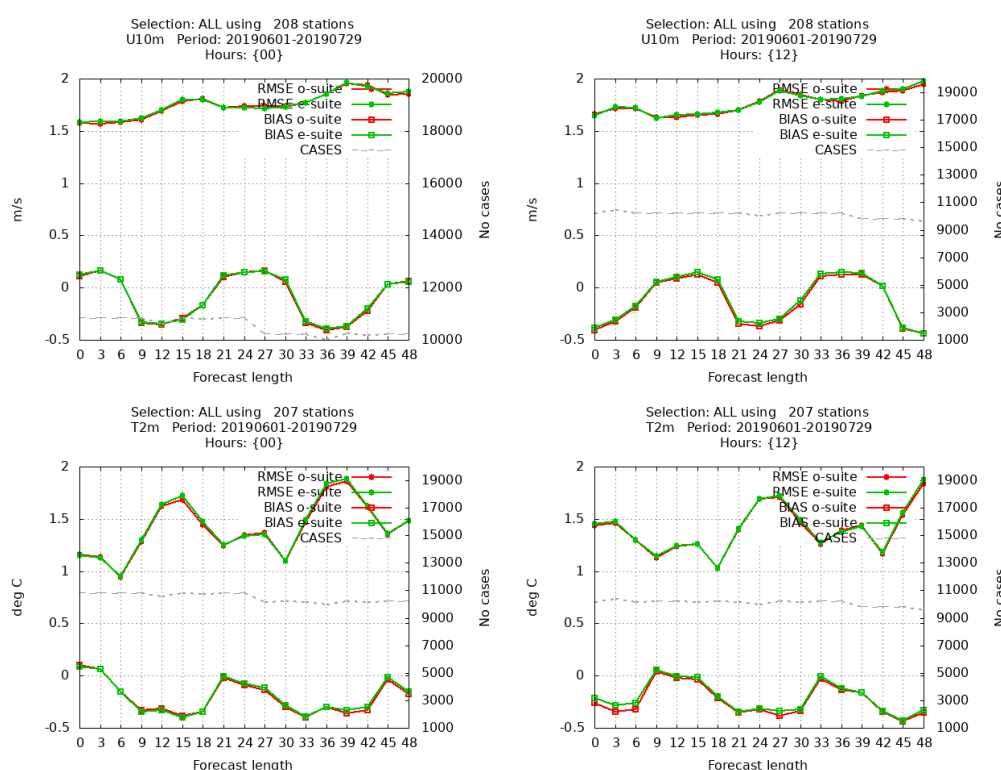 Selection: ALL using   208 stations
U10m   Period: 20190601-20190729
Hours: {00}
2
1.5
1
0.5
0
-0.5
m/s
RMSE o-suite
RMSE e-suite
BIAS o-suite
BIAS e-suite
CASES
20000
18000
16000
14000
12000
10000
No cases
0 3 6 9 12 15 18 21 24 27 30 33 36 39 42 45 48
Forecast length
Selection: ALL using   208 stations
U10m   Period: 20190601-20190729
Hours: {12}
2
1.5
1
0.5
0
-0.5
m/s
RMSE o-suite
RMSE e-suite
BIAS o-suite
BIAS e-suite
CASES
19000
17000
15000
13000
11000
9000
7000
5000
3000
1000
No cases
0 3 6 9 12 15 18 21 24 27 30 33 36 39 42 45 48
Forecast length
Selection: ALL using   207 stations
T2m   Period: 20190601-20190729
Hours: {00}
2
1.5
1
0.5
0
-0.5
deg C
RMSE o-suite
RMSE e-suite
BIAS o-suite
BIAS e-suite
CASES
19000
17000
15000
13000
11000
9000
7000
5000
3000
1000
No cases
0 3 6 9 12 15 18 21 24 27 30 33 36 39 42 45 48
Forecast length
Selection: ALL using   207 stations
T2m   Period: 20190601-20190729
Hours: {12}
2
1.5
1
0.5
0
-0.5
deg C
RMSE o-suite
RMSE e-suite
BIAS o-suite
BIAS e-suite
CASES
19000
17000
15000
13000
11000
9000
7000
5000
3000
1000
No cases
0 3 6 9 12 15 18 21 24 27 30 33 36 39 42 45 48
Forecast length